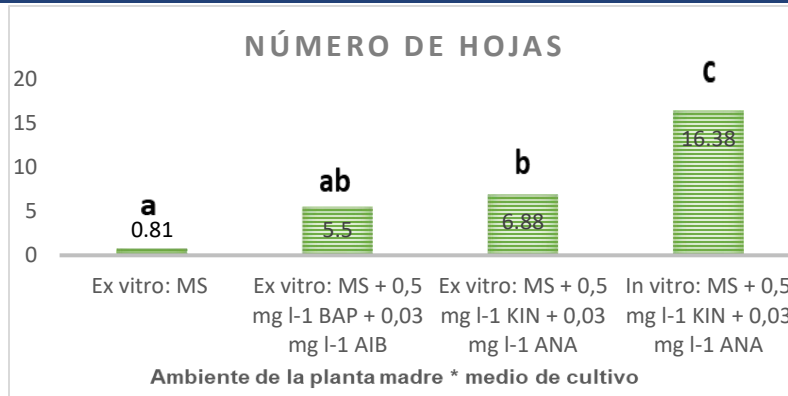 NÚMERO DE HOJAS
20
15
10
5
0
a
0.81
ab
5.5
b
6.88
c
16.38
Ex vitro: MS
Ex vitro: MS + 0,5
mg l-1 BAP + 0,03
mg l-1 AIB
Ex vitro: MS + 0,5
mg l-1 KIN + 0,03
mg l-1 ANA
In vitro: MS + 0,5
mg l-1 KIN + 0,03
mg l-1 ANA
Ambiente de la planta madre * medio de cultivo